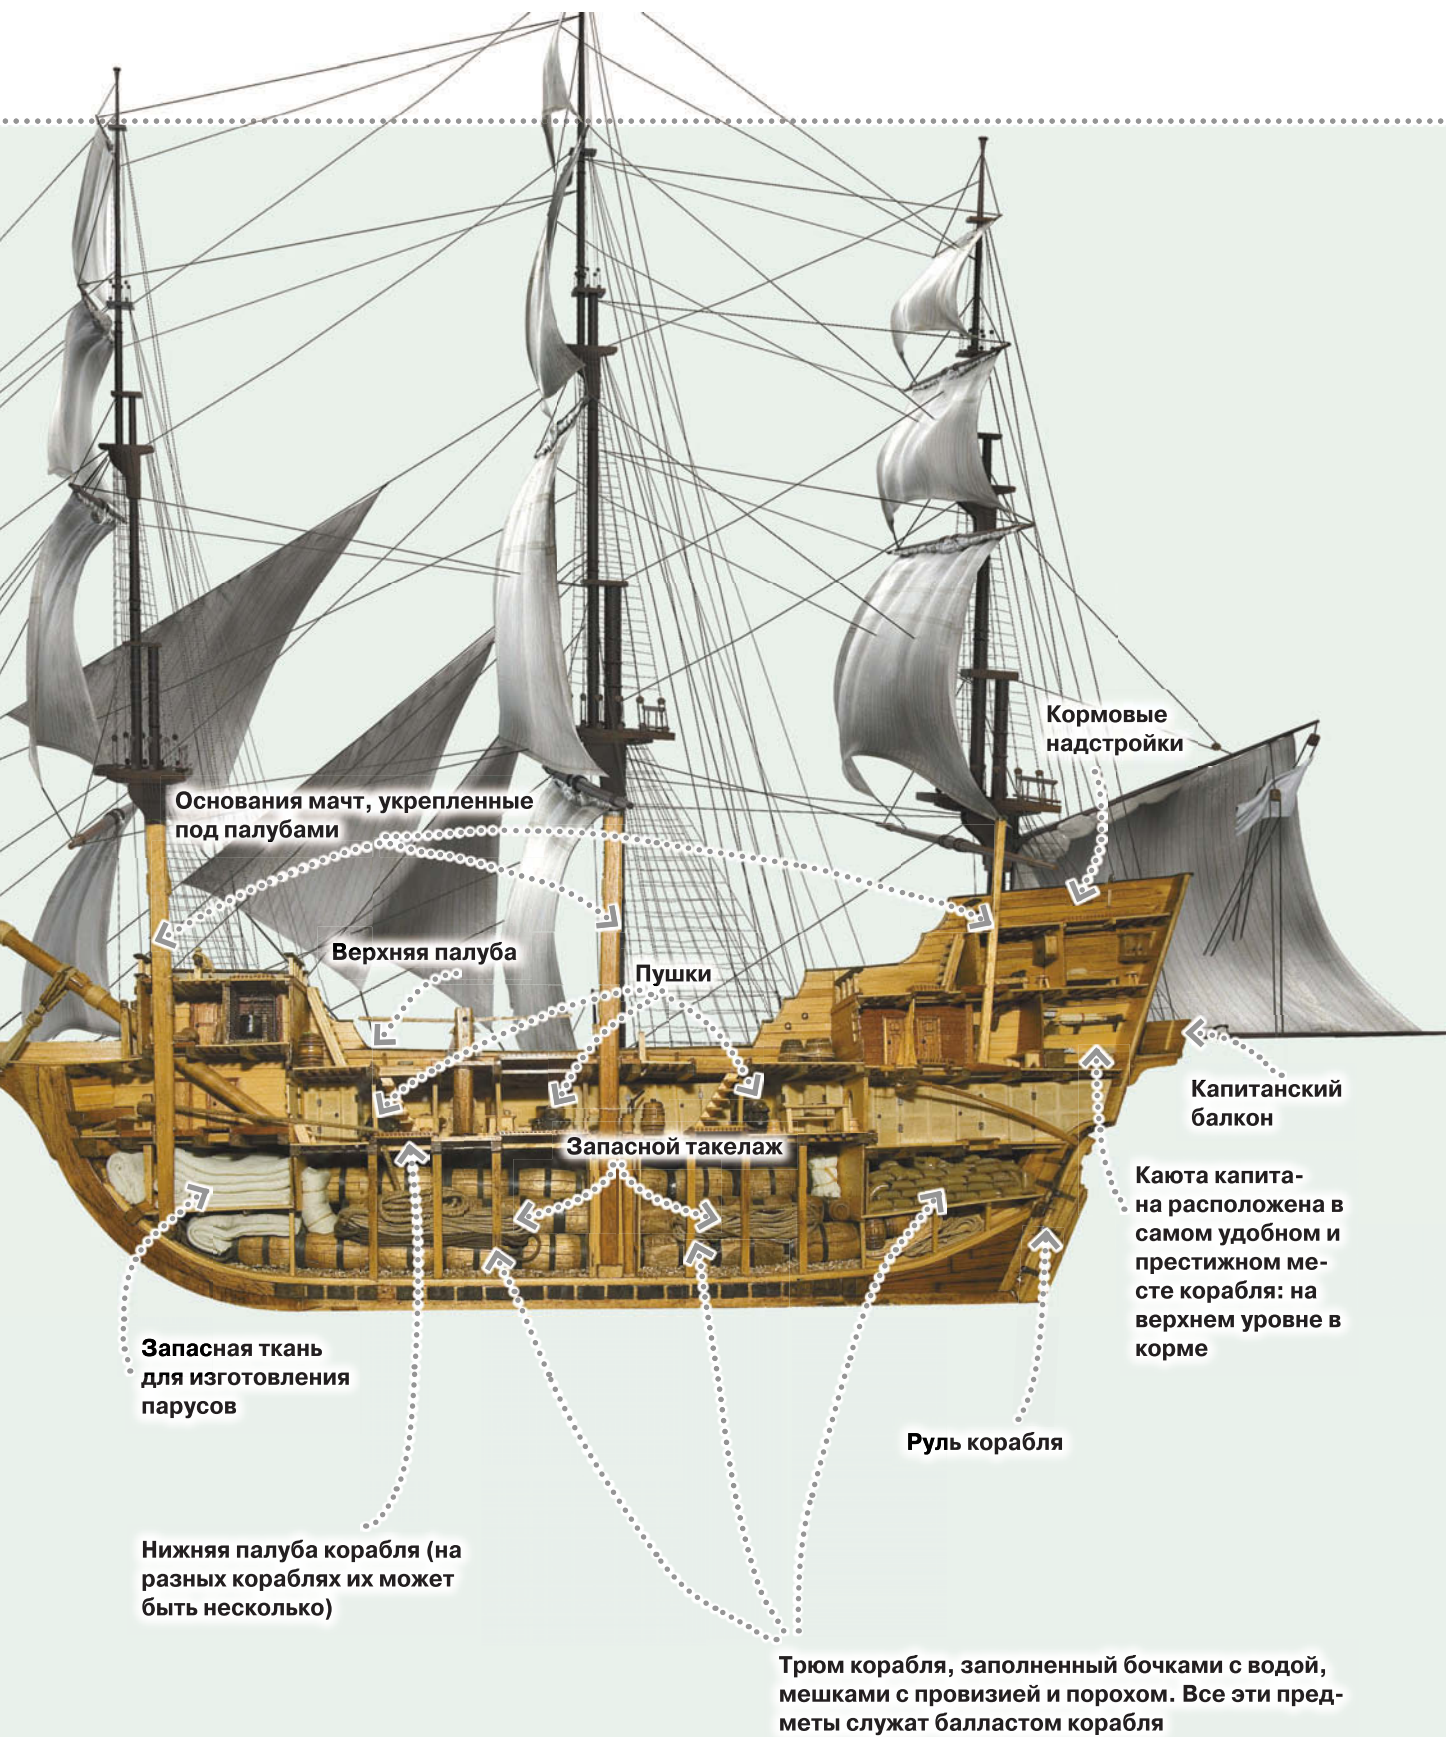 Кормовые
надстройки
Основания мачт, укрепленные
под палубами
Верхняя палуба
Пушки
Капитанский
балкон
Запасной такелаж
Каюта капита-
на расположена в
самом удобном и
престижном ме-
сте корабля: на
верхнем уровне в
корме
Запасная ткань
для изготовления
парусов
Руль корабля
Нижняя палуба корабля (на
разных кораблях их может
быть несколько)
Трюм корабля, заполненный бочками с водой,
мешками с провизией и порохом. Все эти пред-
меты служат балластом корабля